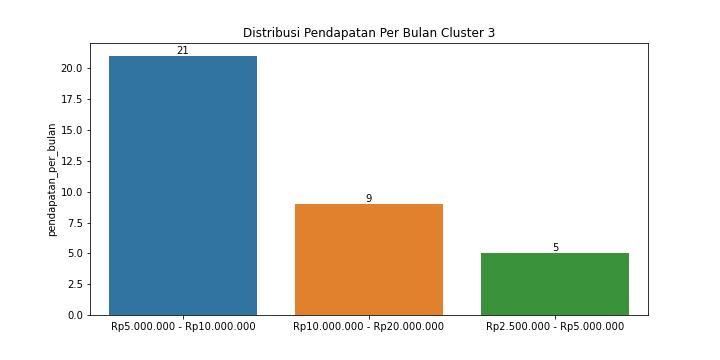 Distribusi Pendapatan Per Bulan Cluster 3
21
9
5
20.0
17.5
15.0
12.5
10.0
7.5
5.0
2.5
0.0
pendapatan_per_bulan
Rp5.000.000 - Rp10.000.000
Rp10.000.000 - Rp20.000.000
Rp2.500.000 - Rp5.000.000